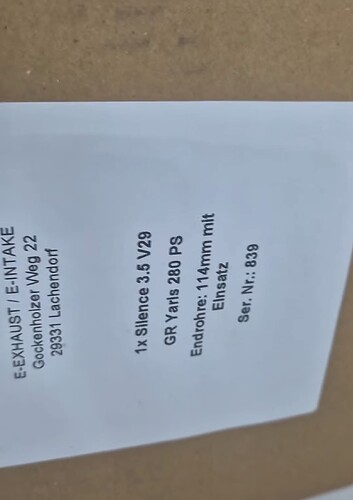 E-EXHAUST / E-INTAKE
Gockenholzer Weg 22
29331 Lachendorf
1x Silence 3.5 V29
GR Yaris 280 PS
Endrohre: 114mm mit
Einsatz
Ser. Nr.: 839